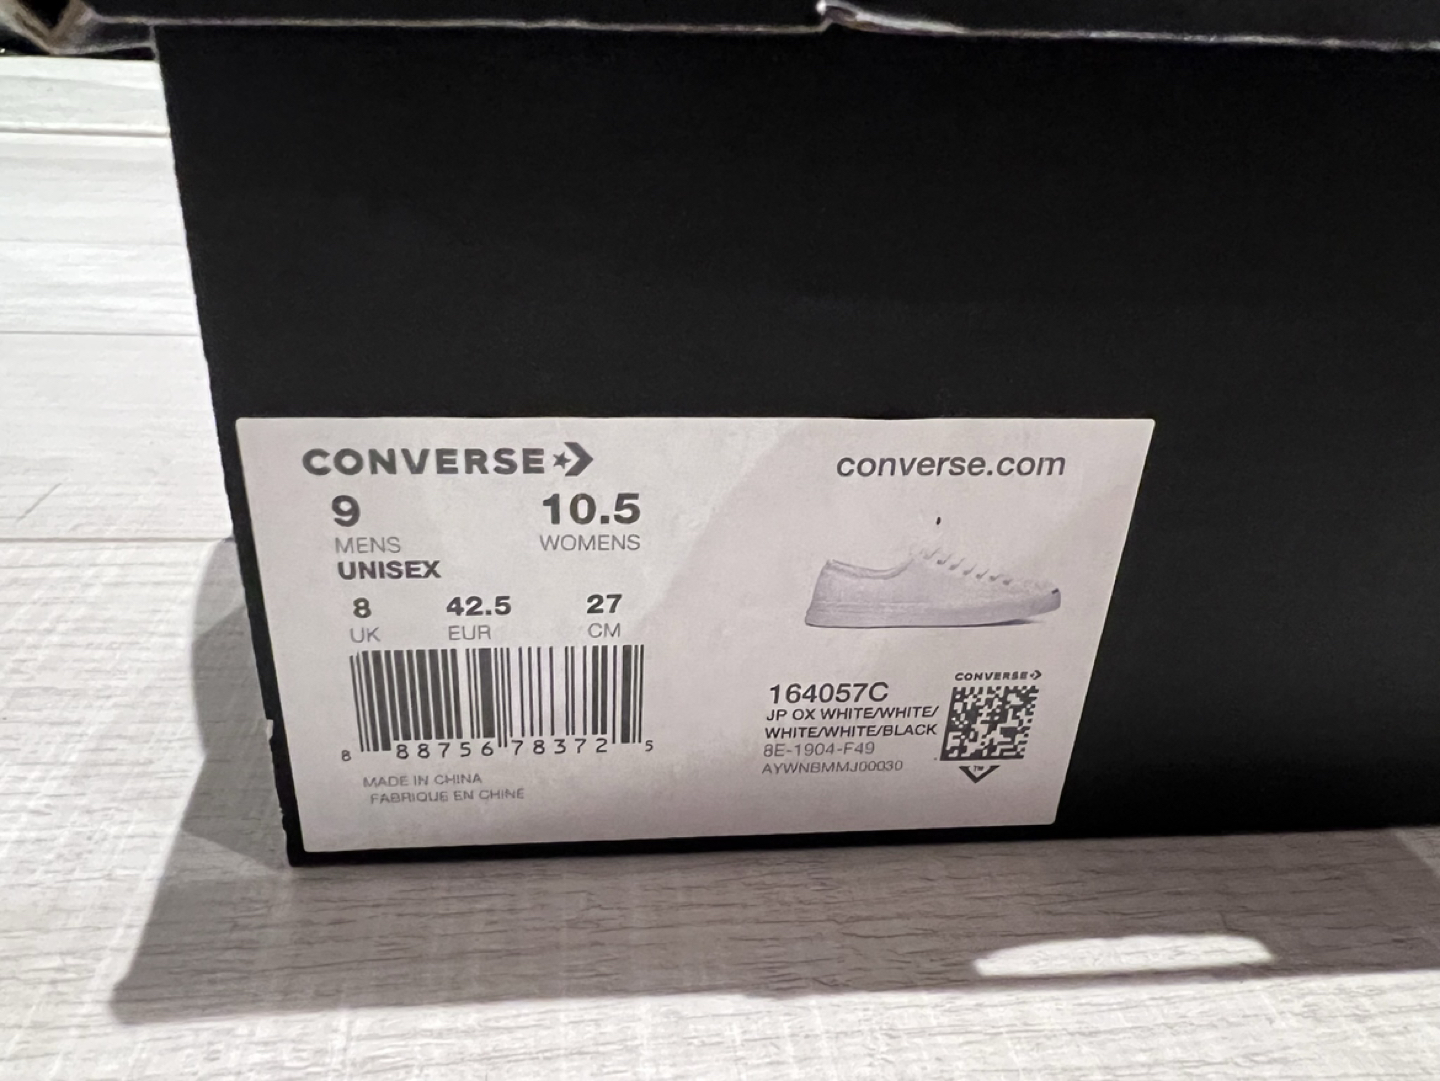 CONVERSE
converse.com
9 10.5
MENS WOMENS
UNISEX
8 42.5 27
UK EUR CM
8 88756 78372 5
MADE IN CHINA
FABRIQUE EN CHINE
CONVERSE
164057C
JP OX WHITE/WHITE/
WHITE/WHITE/BLACK
8E-1904-F49
AYWNBMMJ00030
TM